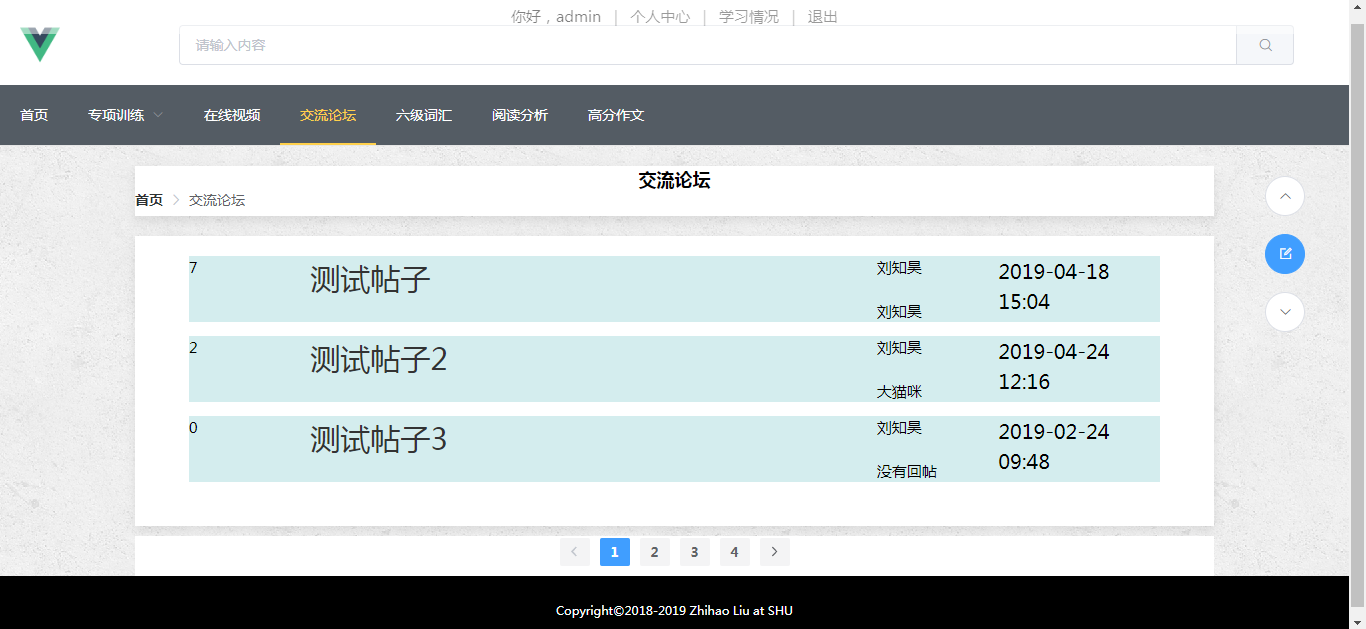 你好，admin | 个人中心 | 学习情况 | 退出
请输入内容
首页 专项训练 在线视频 交流论坛 六级词汇 阅读分析 高分作文
交流论坛
首页 > 交流论坛
7 测试帖子 刘知昊 2019-04-18
刘知昊 15:04
2 测试帖子2 刘知昊 2019-04-24
大猫咪 12:16
0 测试帖子3 刘知昊 2019-02-24
没有回帖 09:48
< 1 2 3 4 >
Copyright©2018-2019 Zhihao Liu at SHU